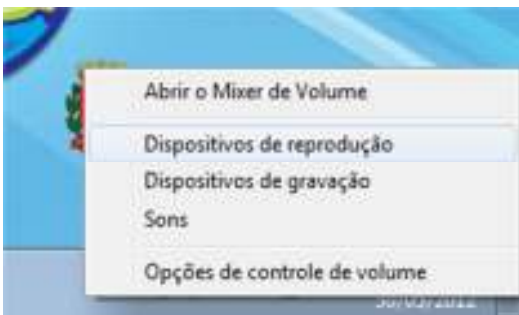 Abrir o Mixer de Volume
Dispositivos de reprodução
Dispositivos de gravação
Sons
Opções de controle de volume